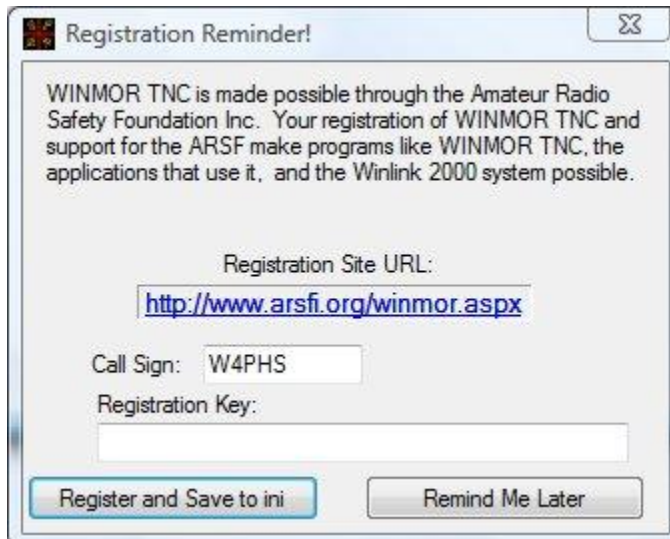 Registration Reminder!
WINMOR TNC is made possible through the Amateur Radio
Safety Foundation Inc.  Your registration of WINMOR TNC and
support for the ARSF make programs like WINMOR TNC, the
applications that use it,  and the Winlink 2000 system possible.
Registration Site URL:
http://www.arsfi.org/winmor.aspx
Call Sign: W4PHS
Registration Key:
Register and Save to ini Remind Me Later